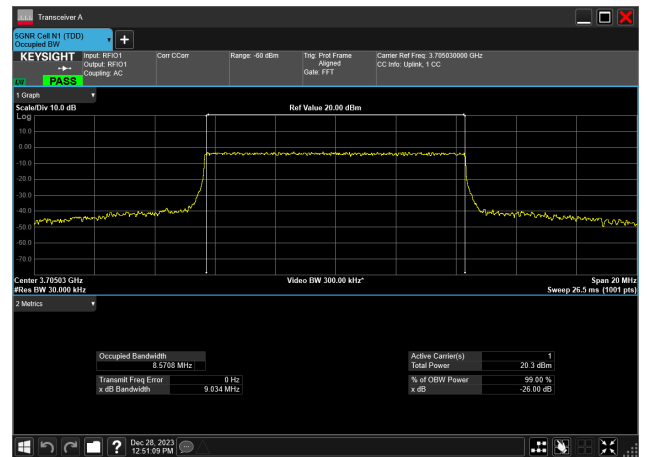 Transceiver A
5GNR Cell N1 (TDD)
Occupied BW
KEYSIGHT
Input: RFIO1
Output: RFIO1
Coupling: AC
Corr CCorr
Range: -60 dBm
Trig: Prot Frame
Aligned
Gate: FFT
Carrier Ref Freq: 3.705030000 GHz
CC Info: Uplink, 1 CC
LW PASS
1 Graph
Scale/Div 10.0 dB
Ref Value 20.00 dBm
Log
10.0
0.00
-10.0
-20.0
-30.0
-40.0
-50.0
-60.0
-70.0
Center 3.70503 GHz
Video BW 300.00 kHz*
Span 20 MHz
#Res BW 30.000 kHz
Sweep 26.5 ms (1001 pts)
2 Metrics
Occupied Bandwidth
8.5708 MHz
Transmit Freq Error 0 Hz
x dB Bandwidth 9.034 MHz
Active Carrier(s) 1
Total Power 20.3 dBm
% of OBW Power 99.00 %
x dB -26.00 dB
Dec 28, 2023
12:51:09 PM